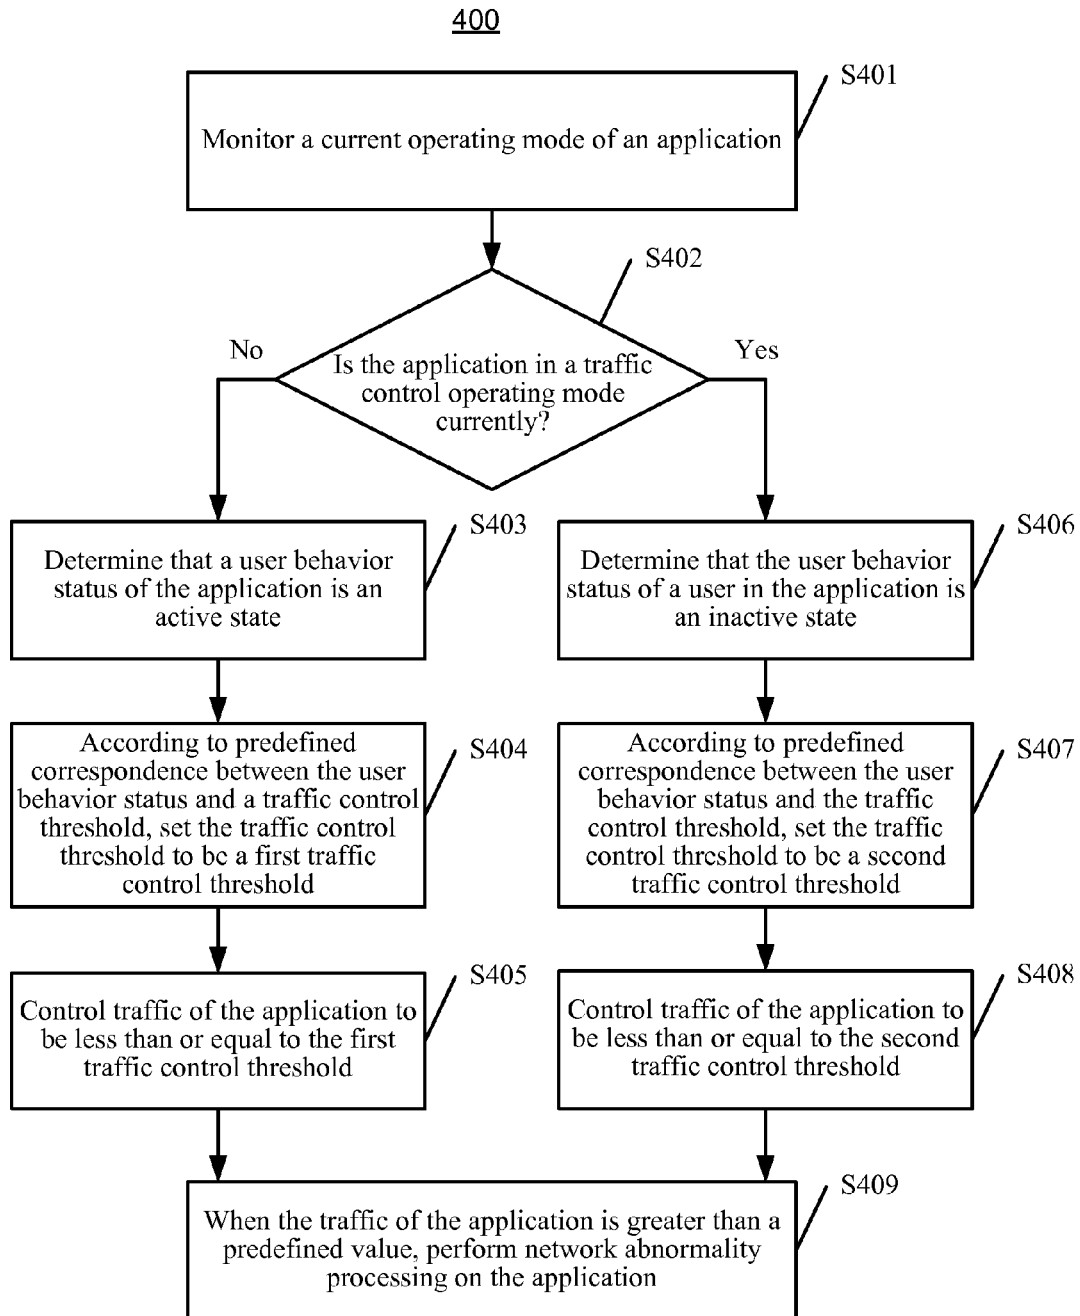 400
S401
Monitor a current operating mode of an application
S402
No
Yes
Is the application in a traffic
control operating mode
currently?
S403
Determine that a user behavior
status of the application is an
active state
S406
Determine that the user behavior
status of a user in the application is
an inactive state
S404
According to predefined
correspondence between the user
behavior status and a traffic control
threshold, set the traffic control
threshold to be a first traffic
control threshold
S407
According to predefined
correspondence between the user
behavior status and the traffic
control threshold, set the traffic
control threshold to be a second
traffic control threshold
S405
Control traffic of the application to
be less than or equal to the first
traffic control threshold
S408
Control traffic of the application to
be less than or equal to the second
traffic control threshold
S409
When the traffic of the application is greater than a
predefined value, perform network abnormality
processing on the application